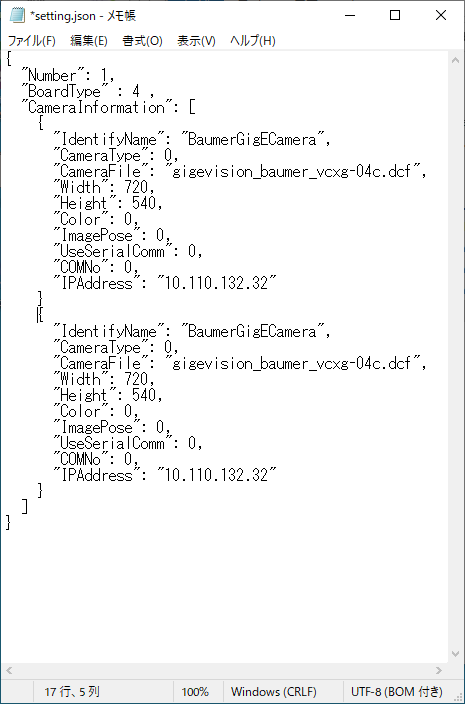 *setting.json - メモ帳
ファイル(F) 編集(E) 書式(O) 表示(V) ヘルプ(H)
{
  "Number": 1,
  "BoardType" : 4 ,
  "CameraInformation": [
    {
      "IdentifyName": "BaumerGigECamera",
      "CameraType": 0,
      "CameraFile": "gigevision_baumer_vcxg-04c.dcf",
      "Width": 720,
      "Height": 540,
      "Color": 0,
      "ImagePose": 0,
      "UseSerialComm": 0,
      "COMNo": 0,
      "IPAddress": "10.110.132.32"
    }
    {
      "IdentifyName": "BaumerGigECamera",
      "CameraType": 0,
      "CameraFile": "gigevision_baumer_vcxg-04c.dcf",
      "Width": 720,
      "Height": 540,
      "Color": 0,
      "ImagePose": 0,
      "UseSerialComm": 0,
      "COMNo": 0,
      "IPAddress": "10.110.132.32"
    }
  ]
}
17 行、5 列 100% Windows (CRLF) UTF-8 (BOM 付き)